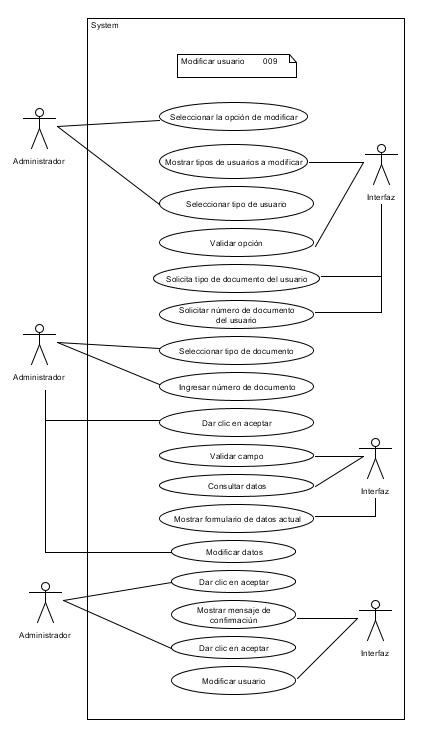 System
Modificar usuario 009
Seleccionar la opción de modificar
Administrador
Mostrar tipos de usuarios a modificar
Interfaz
Seleccionar tipo de usuario
Validar opción
Solicita tipo de documento del usuario
Solicitar número de documento
del usuario
Seleccionar tipo de documento
Administrador
Ingresar número de documento
Dar clic en aceptar
Validar campo
Consultar datos
Interfaz
Mostrar formulario de datos actual
Modificar datos
Dar clic en aceptar
Mostrar mensaje de
confirmación
Administrador
Dar clic en aceptar
Interfaz
Modificar usuario